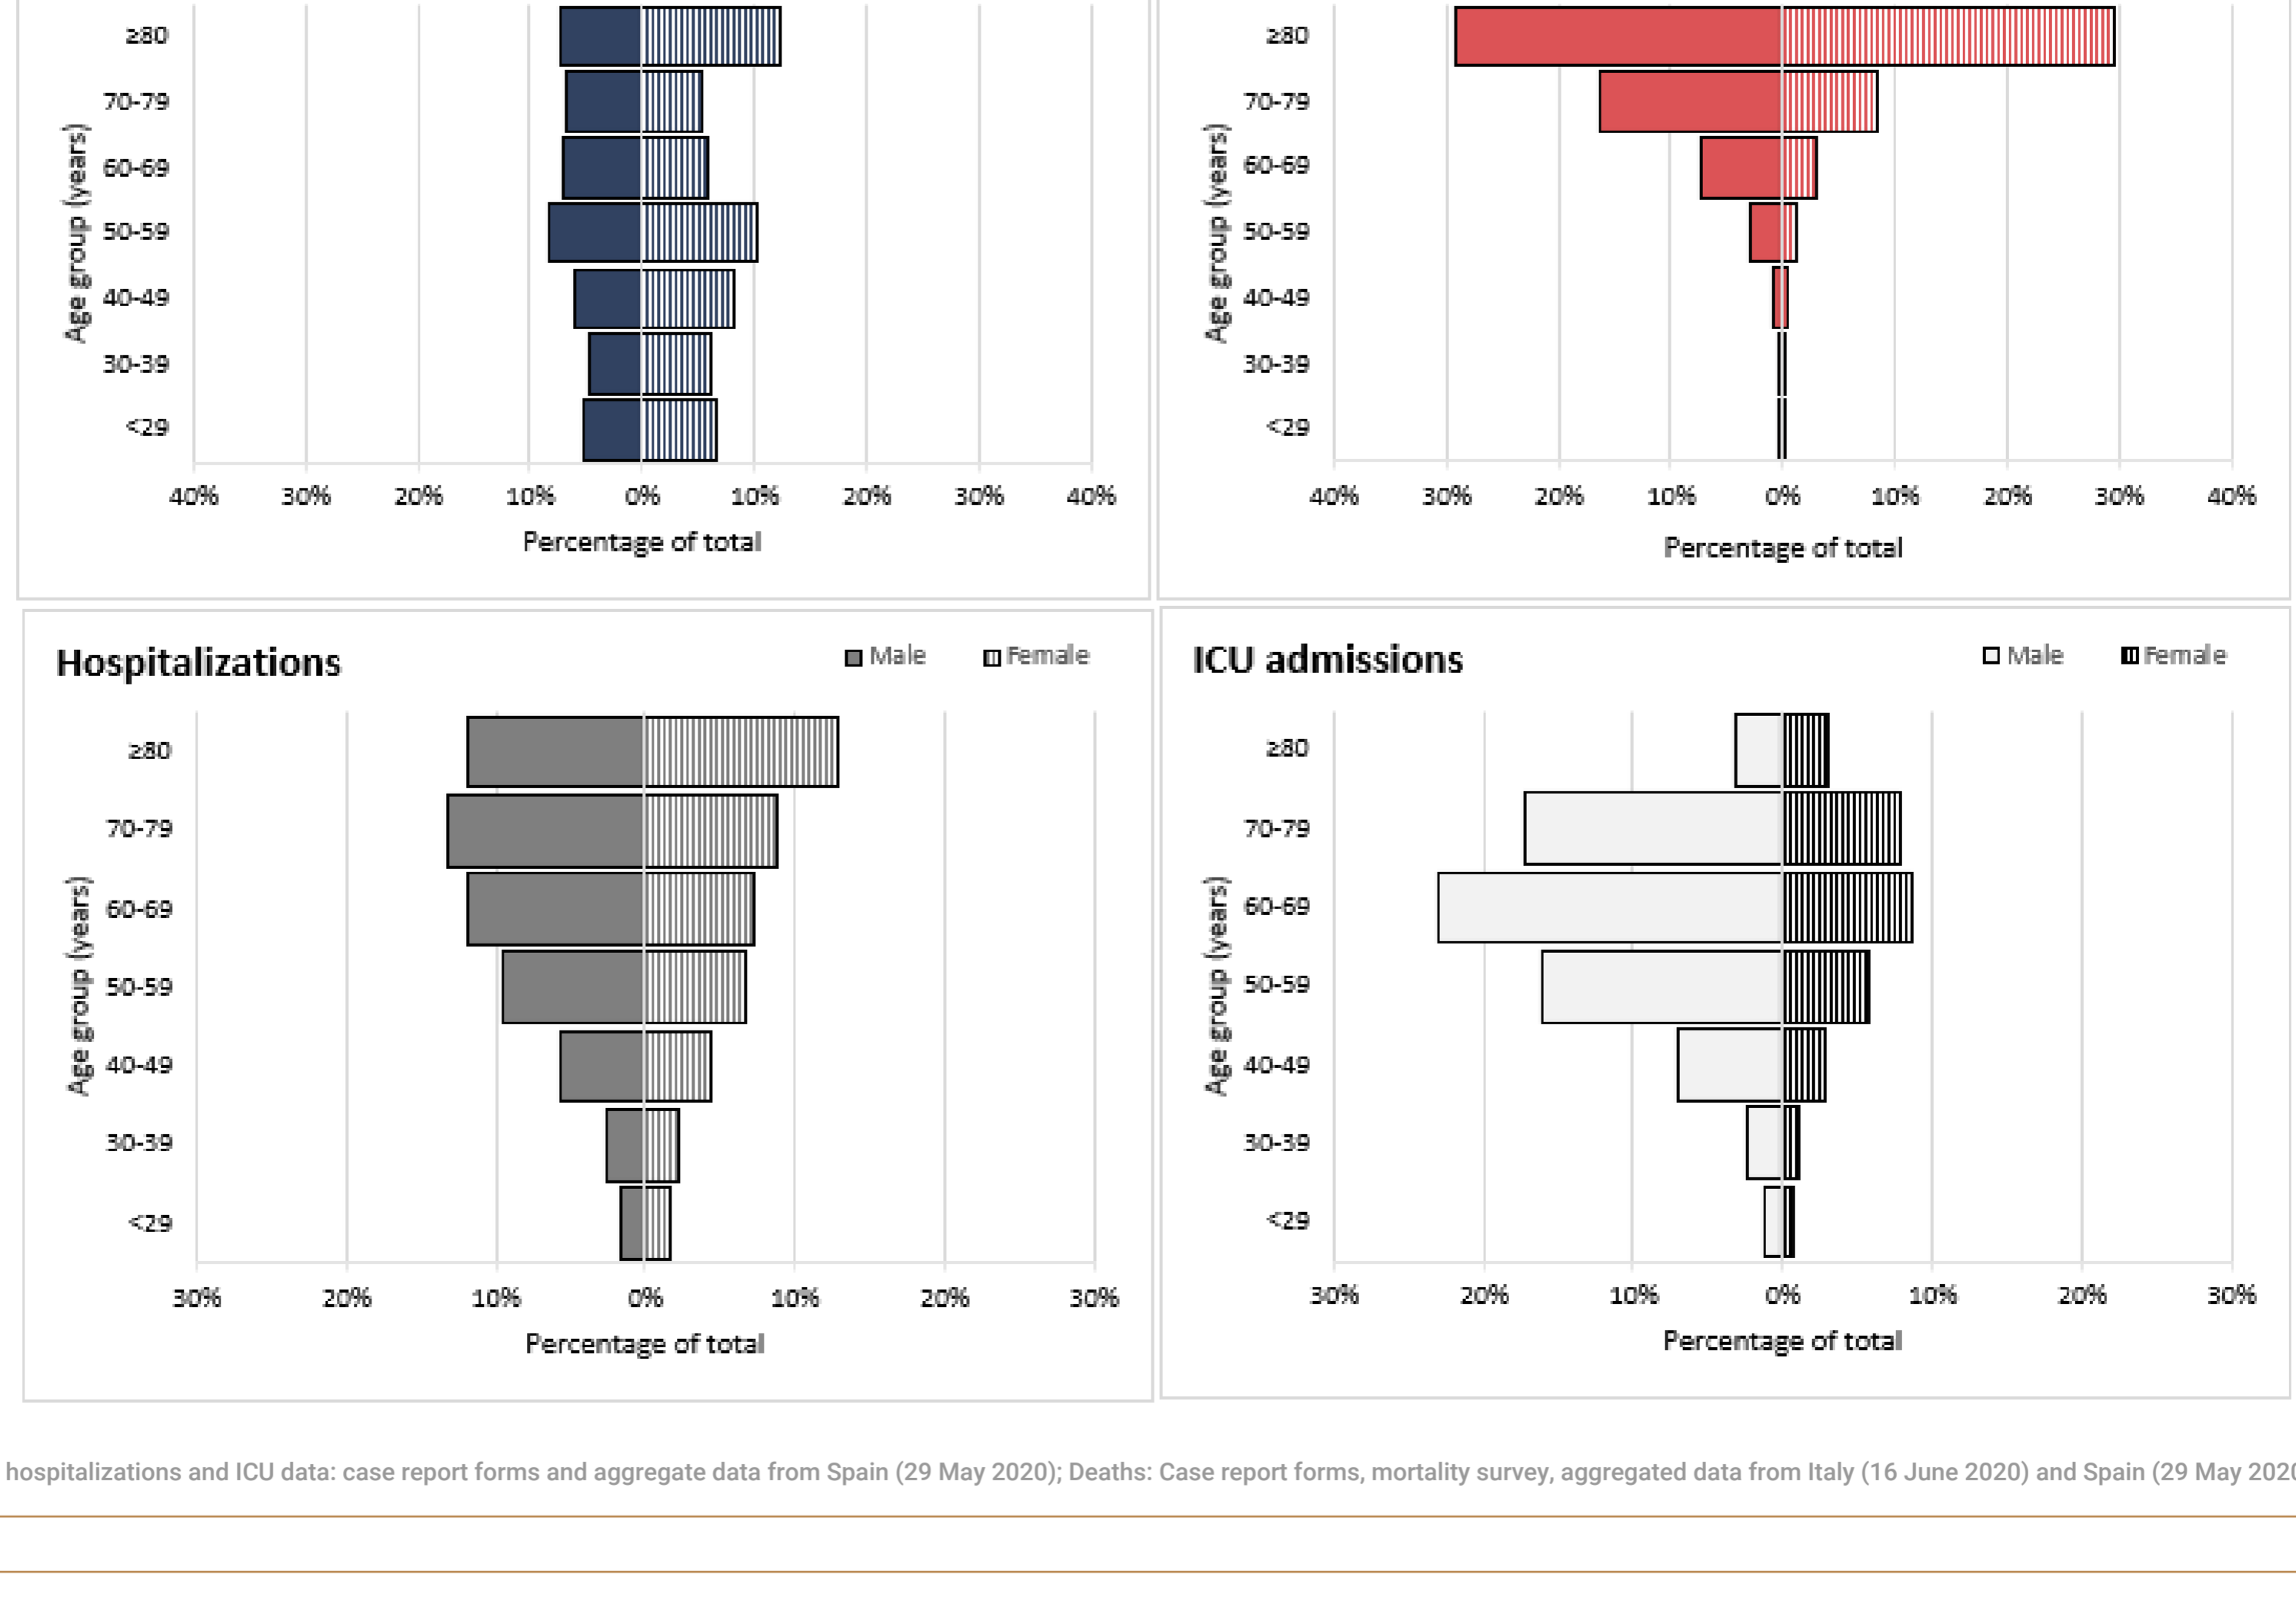 ≥80
70-79
60-69
50-59
40-49
30-39
<29
Age group (years)
40% 30% 20% 10% 0% 10% 20% 30% 40%
Percentage of total
≥80
70-79
60-69
50-59
40-49
30-39
<29
Age group (years)
40% 30% 20% 10% 0% 10% 20% 30% 40%
Percentage of total
Hospitalizations
Male Female
≥80
70-79
60-69
50-59
40-49
30-39
<29
Age group (years)
30% 20% 10% 0% 10% 20% 30%
Percentage of total
ICU admissions
Male Female
≥80
70-79
60-69
50-59
40-49
30-39
<29
Age group (years)
30% 20% 10% 0% 10% 20% 30%
Percentage of total
hospitalizations and ICU data: case report forms and aggregate data from Spain (29 May 2020); Deaths: Case report forms, mortality survey, aggregated data from Italy (16 June 2020) and Spain (29 May 2020